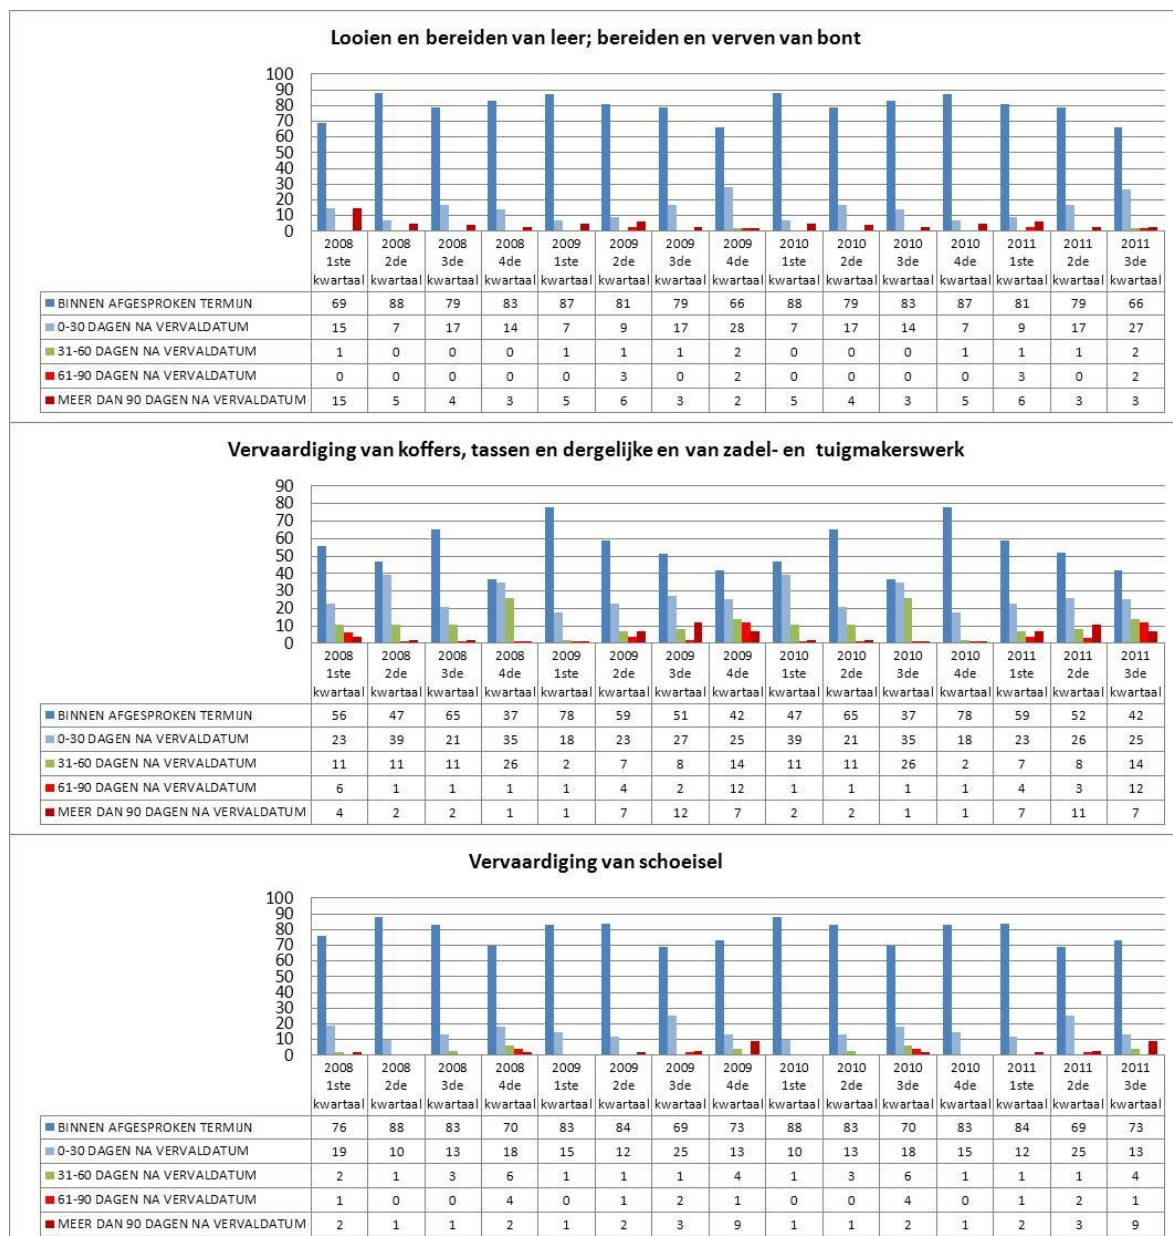 Looien en bereiden van leer; bereiden en verven van bont
100
90
80
70
60
50
40
30
20
10
0
2008 2008 2008 2008 2009 2009 2009 2009 2010 2010 2010 2010 2011 2011 2011
1ste 2de 3de 4de 1ste 2de 3de 4de 1ste 2de 3de 4de 1ste 2de 3de
kwartaal kwartaal kwartaal kwartaal kwartaal kwartaal kwartaal kwartaal kwartaal kwartaal kwartaal kwartaal kwartaal kwartaal kwartaal
BINNEN AFGESPROKEN TERMIJN 69 88 79 83 87 81 79 66 88 79 83 87 81 79 66
0-30 DAGEN NA VERVALDATUM 15 7 17 14 7 9 17 28 7 17 14 7 9 17 27
31-60 DAGEN NA VERVALDATUM 1 0 0 0 1 1 1 2 0 0 0 1 1 1 2
61-90 DAGEN NA VERVALDATUM 0 0 0 0 0 3 0 2 0 0 0 0 3 0 2
MEER DAN 90 DAGEN NA VERVALDATUM 15 5 4 3 5 6 3 2 5 4 3 5 6 3 3
Vervaardiging van koffers, tassen en dergelijke en van zadel- en tuigmakerswerk
90
80
70
60
50
40
30
20
10
0
2008 2008 2008 2008 2009 2009 2009 2009 2010 2010 2010 2010 2011 2011 2011
1ste 2de 3de 4de 1ste 2de 3de 4de 1ste 2de 3de 4de 1ste 2de 3de
kwartaal kwartaal kwartaal kwartaal kwartaal kwartaal kwartaal kwartaal kwartaal kwartaal kwartaal kwartaal kwartaal kwartaal kwartaal
BINNEN AFGESPROKEN TERMIJN 56 47 65 37 78 59 51 42 47 65 37 78 59 52 42
0-30 DAGEN NA VERVALDATUM 23 39 21 35 18 23 27 25 39 21 35 18 23 26 25
31-60 DAGEN NA VERVALDATUM 11 11 11 26 2 7 8 14 11 11 26 2 7 8 14
61-90 DAGEN NA VERVALDATUM 6 1 1 1 1 4 2 12 1 1 1 1 4 3 12
MEER DAN 90 DAGEN NA VERVALDATUM 4 2 2 1 1 7 12 7 2 2 1 1 7 11 7
Vervaardiging van schoeisel
100
90
80
70
60
50
40
30
20
10
0
2008 2008 2008 2008 2009 2009 2009 2009 2010 2010 2010 2010 2011 2011 2011
1ste 2de 3de 4de 1ste 2de 3de 4de 1ste 2de 3de 4de 1ste 2de 3de
kwartaal kwartaal kwartaal kwartaal kwartaal kwartaal kwartaal kwartaal kwartaal kwartaal kwartaal kwartaal kwartaal kwartaal kwartaal
BINNEN AFGESPROKEN TERMIJN 76 88 83 70 83 84 69 73 88 83 70 83 84 69 73
0-30 DAGEN NA VERVALDATUM 19 10 13 18 15 12 25 13 10 13 18 15 12 25 13
31-60 DAGEN NA VERVALDATUM 2 1 3 6 1 1 1 4 1 3 6 1 1 1 4
61-90 DAGEN NA VERVALDATUM 1 0 0 4 0 1 2 1 0 0 4 0 1 2 1
MEER DAN 90 DAGEN NA VERVALDATUM 2 1 1 2 1 2 3 9 1 1 2 1 2 3 9